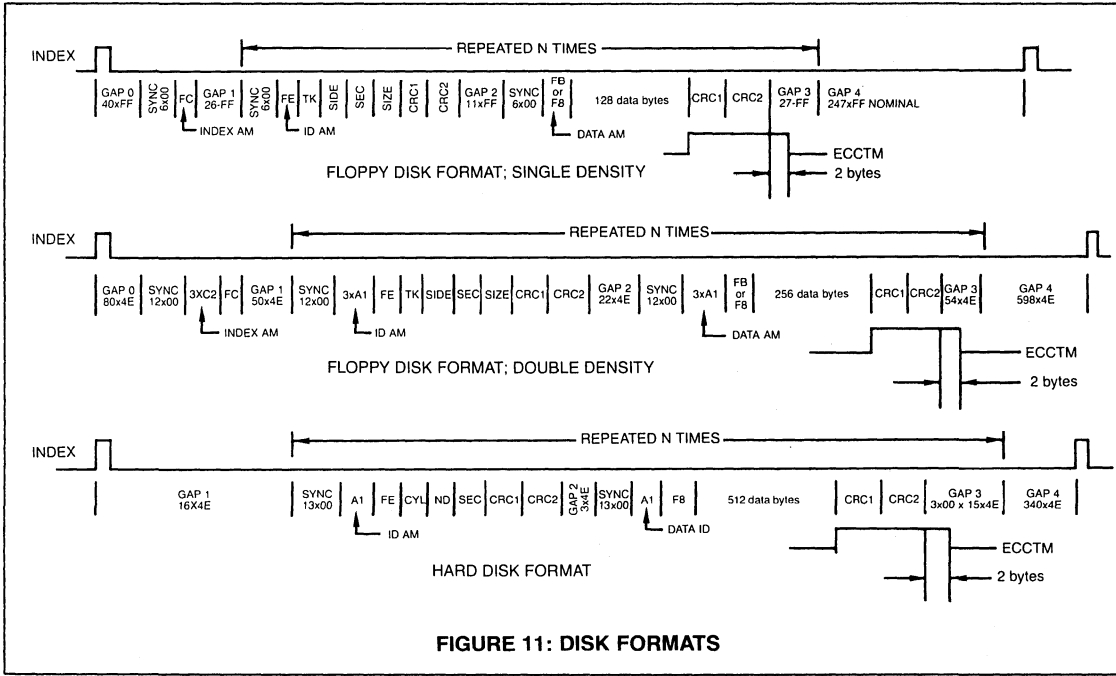 REPEATED N TIMES
INDEX
GAP 0 40xFF | SYNC 6x00 | FC | GAP 1 26-FF | SYNC 6x00 | FE | TK | SIDE | SEC | SIZE | CRC1 | CRC2 | GAP 2 11xFF | SYNC 6x00 | FB or F8 | 128 data bytes | CRC1 | CRC2 | GAP 3 27-FF | GAP 4 247xFF NOMINAL
INDEX AM
ID AM
DATA AM
ECCTM
FLOPPY DISK FORMAT; SINGLE DENSITY
2 bytes
REPEATED N TIMES
INDEX
GAP 0 80x4E | SYNC 12x00 | 3XC2 | FC | GAP 1 50x4E | SYNC 12x00 | 3xA1 | FE | TK | SIDE | SEC | SIZE | CRC1 | CRC2 | GAP 2 22x4E | SYNC 12x00 | 3xA1 | FB or F8 | 256 data bytes | CRC1 | CRC2 | GAP 3 54x4E | GAP 4 598x4E
INDEX AM
ID AM
DATA AM
ECCTM
FLOPPY DISK FORMAT; DOUBLE DENSITY
2 bytes
REPEATED N TIMES
INDEX
GAP 1 16X4E | SYNC 13x00 | A1 | FE | CYL | ND | SEC | CRC1 | CRC2 | GAP 2 3x4E | SYNC 13x00 | A1 | F8 | 512 data bytes | CRC1 | CRC2 | GAP 3 3x00 x 15x4E | GAP 4 340x4E
ID AM
DATA ID
ECCTM
HARD DISK FORMAT
2 bytes
FIGURE 11: DISK FORMATS